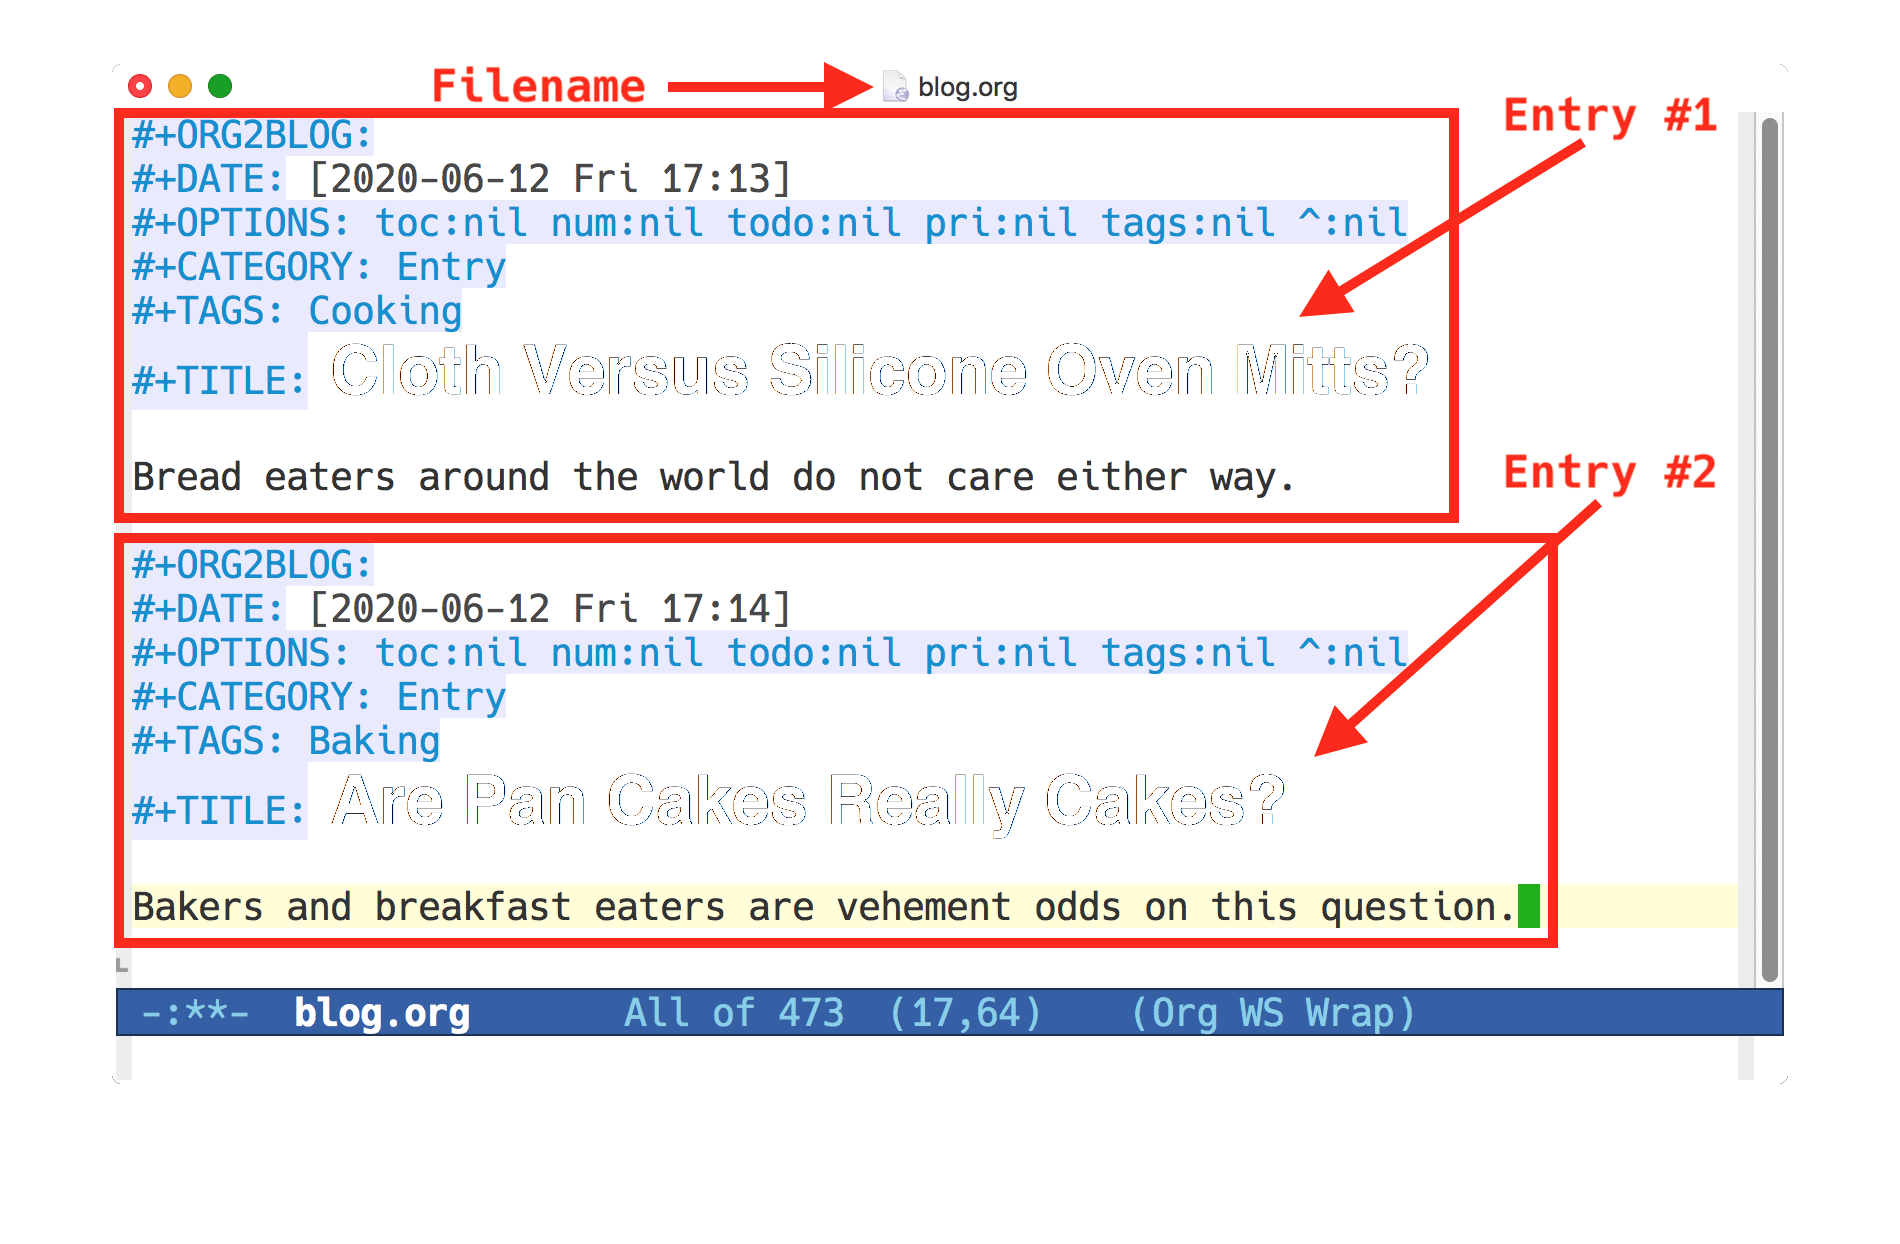 Filename blog.org
Entry #1
#+ORG2BLOG:
#+DATE: [2020-06-12 Fri 17:13]
#+OPTIONS: toc:nil num:nil todo:nil pri:nil tags:nil ^:nil
#+CATEGORY: Entry
#+TAGS: Cooking
#+TITLE: Cloth Versus Silicone Oven Mitts?
Bread eaters around the world do not care either way.
Entry #2
#+ORG2BLOG:
#+DATE: [2020-06-12 Fri 17:14]
#+OPTIONS: toc:nil num:nil todo:nil pri:nil tags:nil ^:nil
#+CATEGORY: Entry
#+TAGS: Baking
#+TITLE: Are Pan Cakes Really Cakes?
Bakers and breakfast eaters are vehement odds on this question.
-:**- blog.org All of 473 (17,64) (Org WS Wrap)